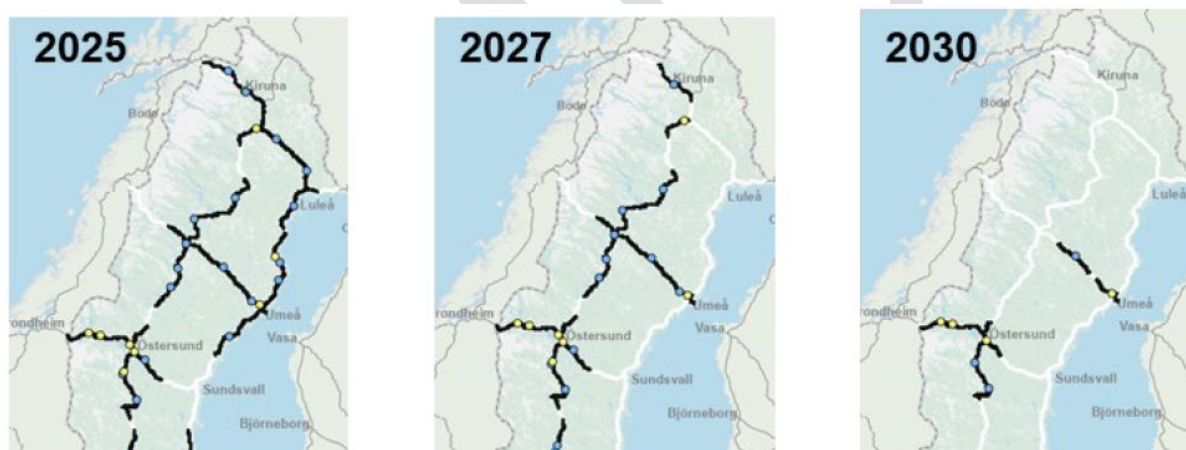 2025
Kiruna
Bodø
Luleå
Umeå
rondheim
Östersund
Vasa
Sundsvall
Björneborg
2027
Kiruna
Bodø
Luleå
Umeå
rondheim
Östersund
Vasa
Sundsvall
Björneborg
2030
Kiruna
Bodø
Luleå
Umeå
rondheim
Östersund
Vasa
Sundsvall
Björneborg